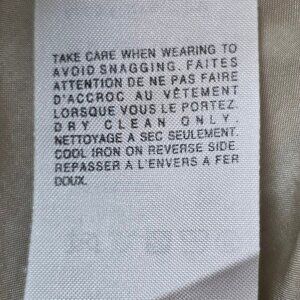 TAKE CARE WHEN WEARING TO
AVOID SNAGGING. FAITES
ATTENTION DE NE PAS FAIRE
D'ACCROC AU VÊTEMENT
LORSQUE VOUS LE PORTEZ.
DRY CLEAN ONLY.
NETTOYAGE A SEC SEULEMENT.
COOL IRON ON REVERSE SIDE
REPASSER A L'ENVERS A FER
DOUX.